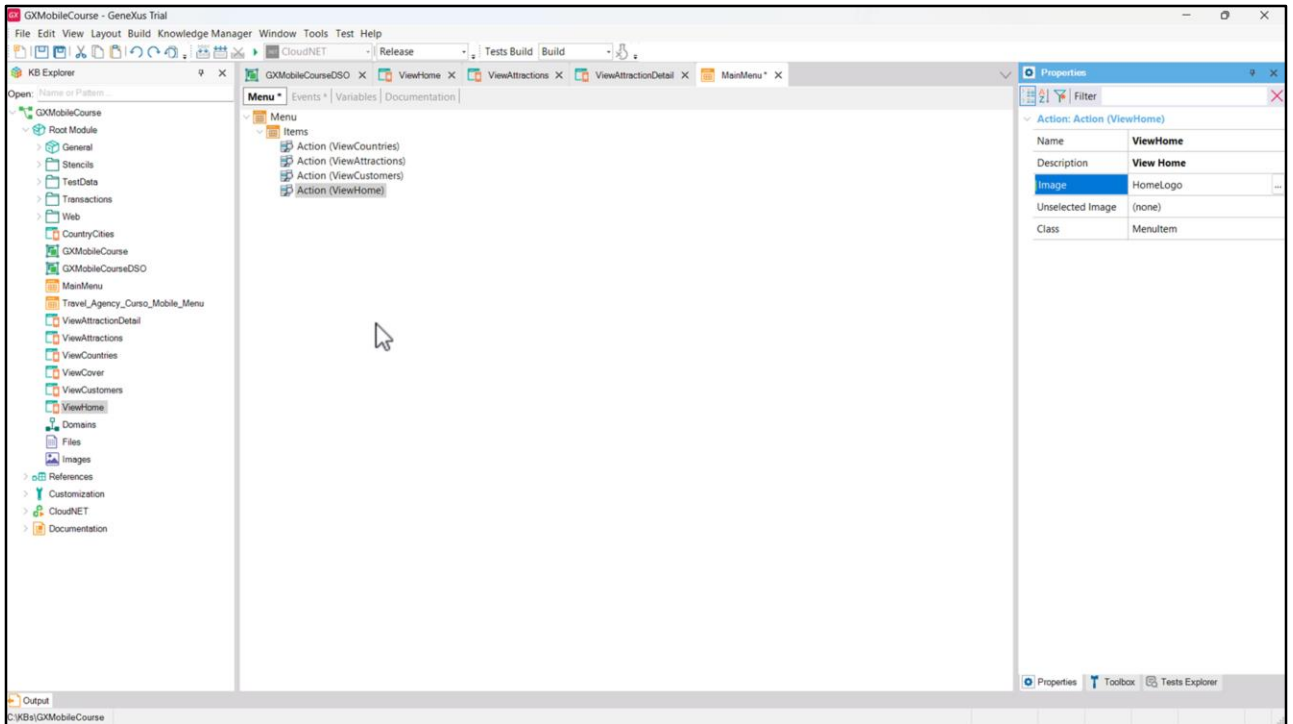 GXMobileCourse - GeneXus Trial
File Edit View Layout Build Knowledge Manager Window Tools Test Help
CloudNET Release Tests Build Build
KB Explorer
Open: Name or Pattern...
GXMobileCourse
Root Module
General
Stencils
TestData
Transactions
Web
CountryCities
GXMobileCourse
GXMobileCourseDSO
MainMenu
Travel_Agency_Curso_Mobile_Menu
ViewAttractionDetail
ViewAttractions
ViewCountries
ViewCover
ViewCustomers
ViewHome
Domains
Files
Images
References
Customization
CloudNET
Documentation
GXMobileCourseDSO X ViewHome X ViewAttractions X ViewAttractionDetail X MainMenu* X
Menu * Events * Variables Documentation
Menu
Items
Action (ViewCountries)
Action (ViewAttractions)
Action (ViewCustomers)
Action (ViewHome)
Properties
Filter
Action: Action (ViewHome)
Name ViewHome
Description View Home
Image HomeLogo ...
Unselected Image (none)
Class MenuItem
Properties Toolbox Tests Explorer
Output
C:\KBs\GXMobileCourse